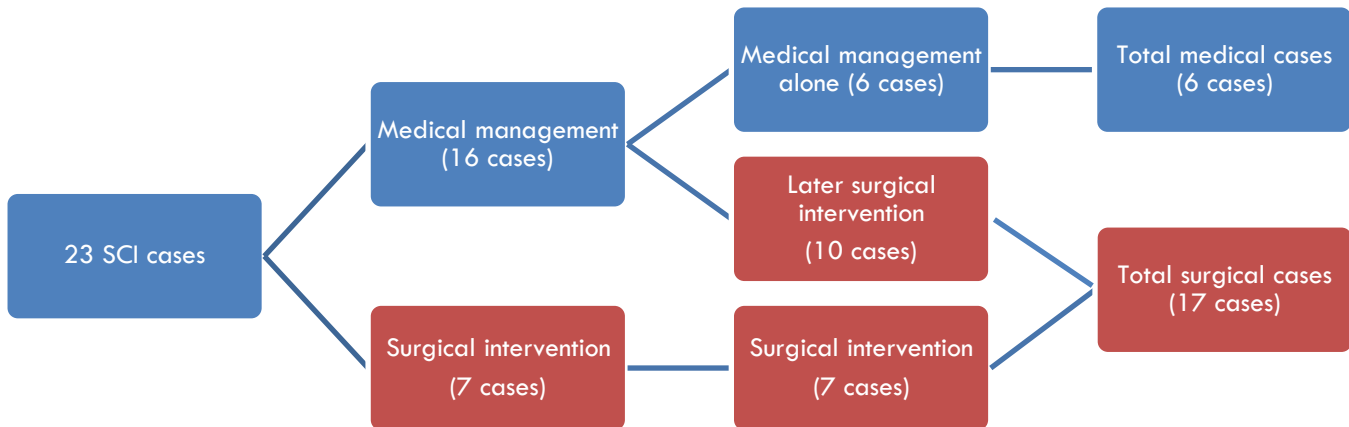 23 SCI cases
Medical management
(16 cases)
Surgical intervention
(7 cases)
Medical management
alone (6 cases)
Later surgical
intervention
(10 cases)
Surgical intervention
(7 cases)
Total medical cases
(6 cases)
Total surgical cases
(17 cases)